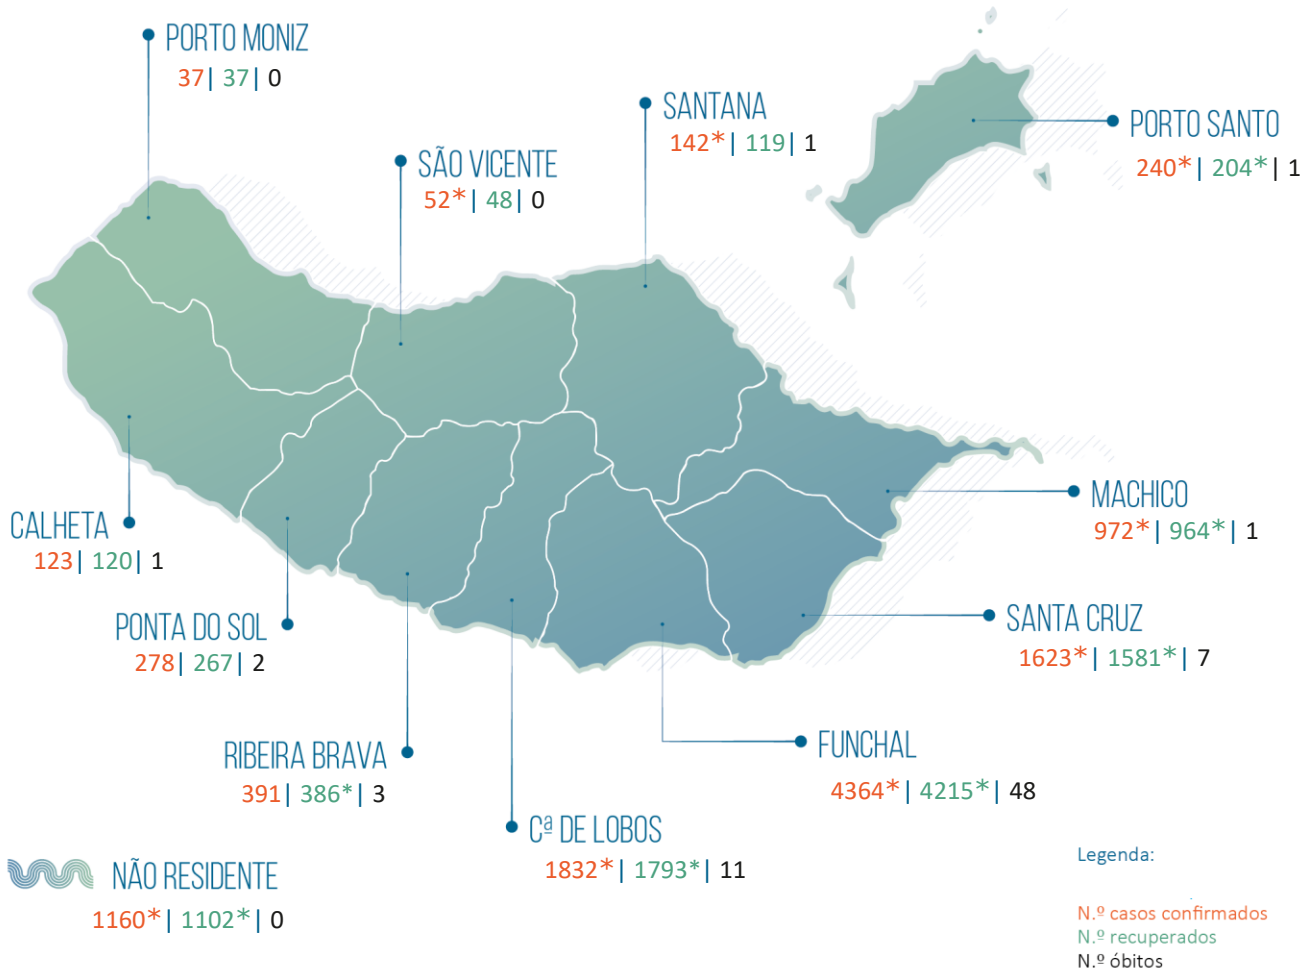 PORTO MONIZ
37| 37| 0
SANTANA
142*| 119| 1
PORTO SANTO
240*| 204*| 1
SÃO VICENTE
52*| 48| 0
MACHICO
972*| 964*| 1
CALHETA
123| 120| 1
PONTA DO SOL
278| 267| 2
SANTA CRUZ
1623*| 1581*| 7
RIBEIRA BRAVA
391| 386*| 3
FUNCHAL
4364*| 4215*| 48
Cª DE LOBOS
1832*| 1793*| 11
NÃO RESIDENTE
1160*| 1102*| 0
Legenda:
N.º casos confirmados
N.º recuperados
N.º óbitos